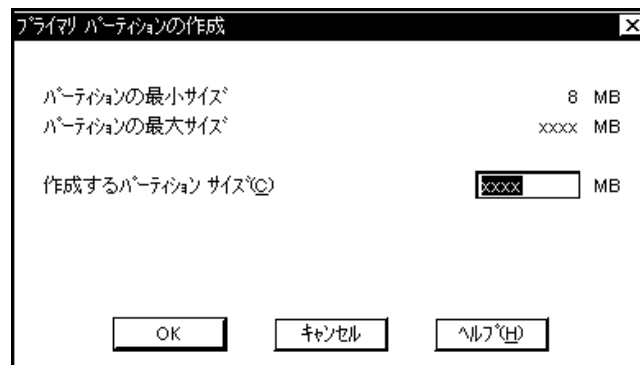 プライマリ パーティションの作成
パーティションの最小サイズ 8 MB
パーティションの最大サイズ xxxx MB
作成するパーティション サイズ(C) xxxx MB
OK キャンセル ヘルプ(H)